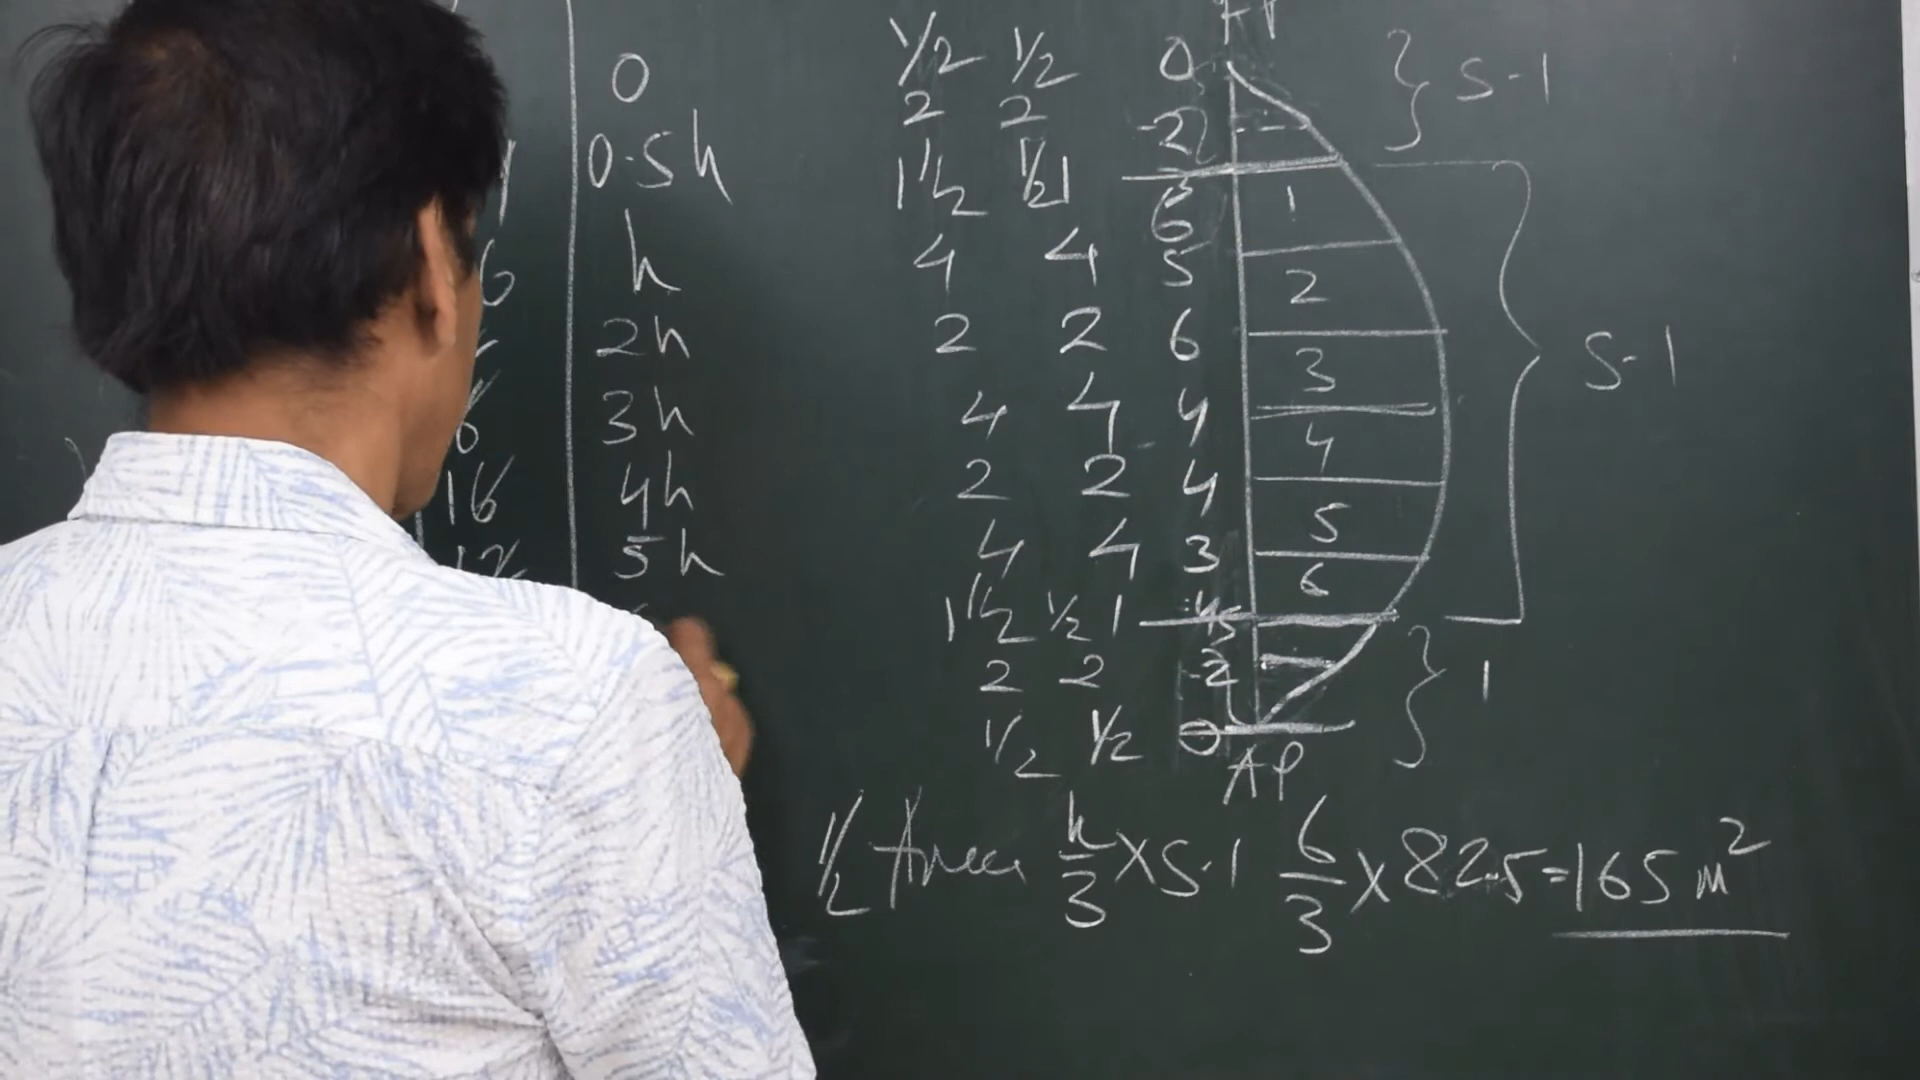 AP
0
1/2 1/2 0
S-1
2 2 -2
0.5h
1 1/2 1/2 1
1
6
h
4 4 5
2
2h
2 2 6
3
S-1
3h
4 4 4
4
16 4h
2 2 4
5
5h
4 4 3
6
1 1/2 1/2 1
2 2 -2
1
1/2 1/2 0
AP
1/2 Area h/3 × S.1 6/3 × 82.5 = 165 m²